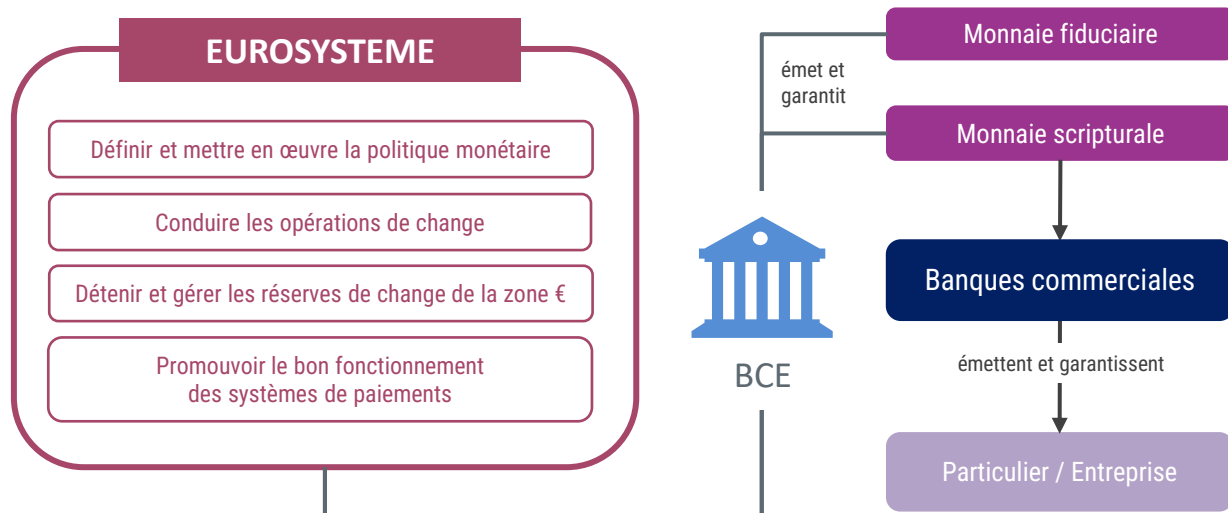 EUROSYSTEME
Définir et mettre en œuvre la politique monétaire
Conduire les opérations de change
Détenir et gérer les réserves de change de la zone €
Promouvoir le bon fonctionnement
des systèmes de paiements
émet et
garantit
BCE
Monnaie fiduciaire
Monnaie scripturale
Banques commerciales
émettent et garantissent
Particulier / Entreprise